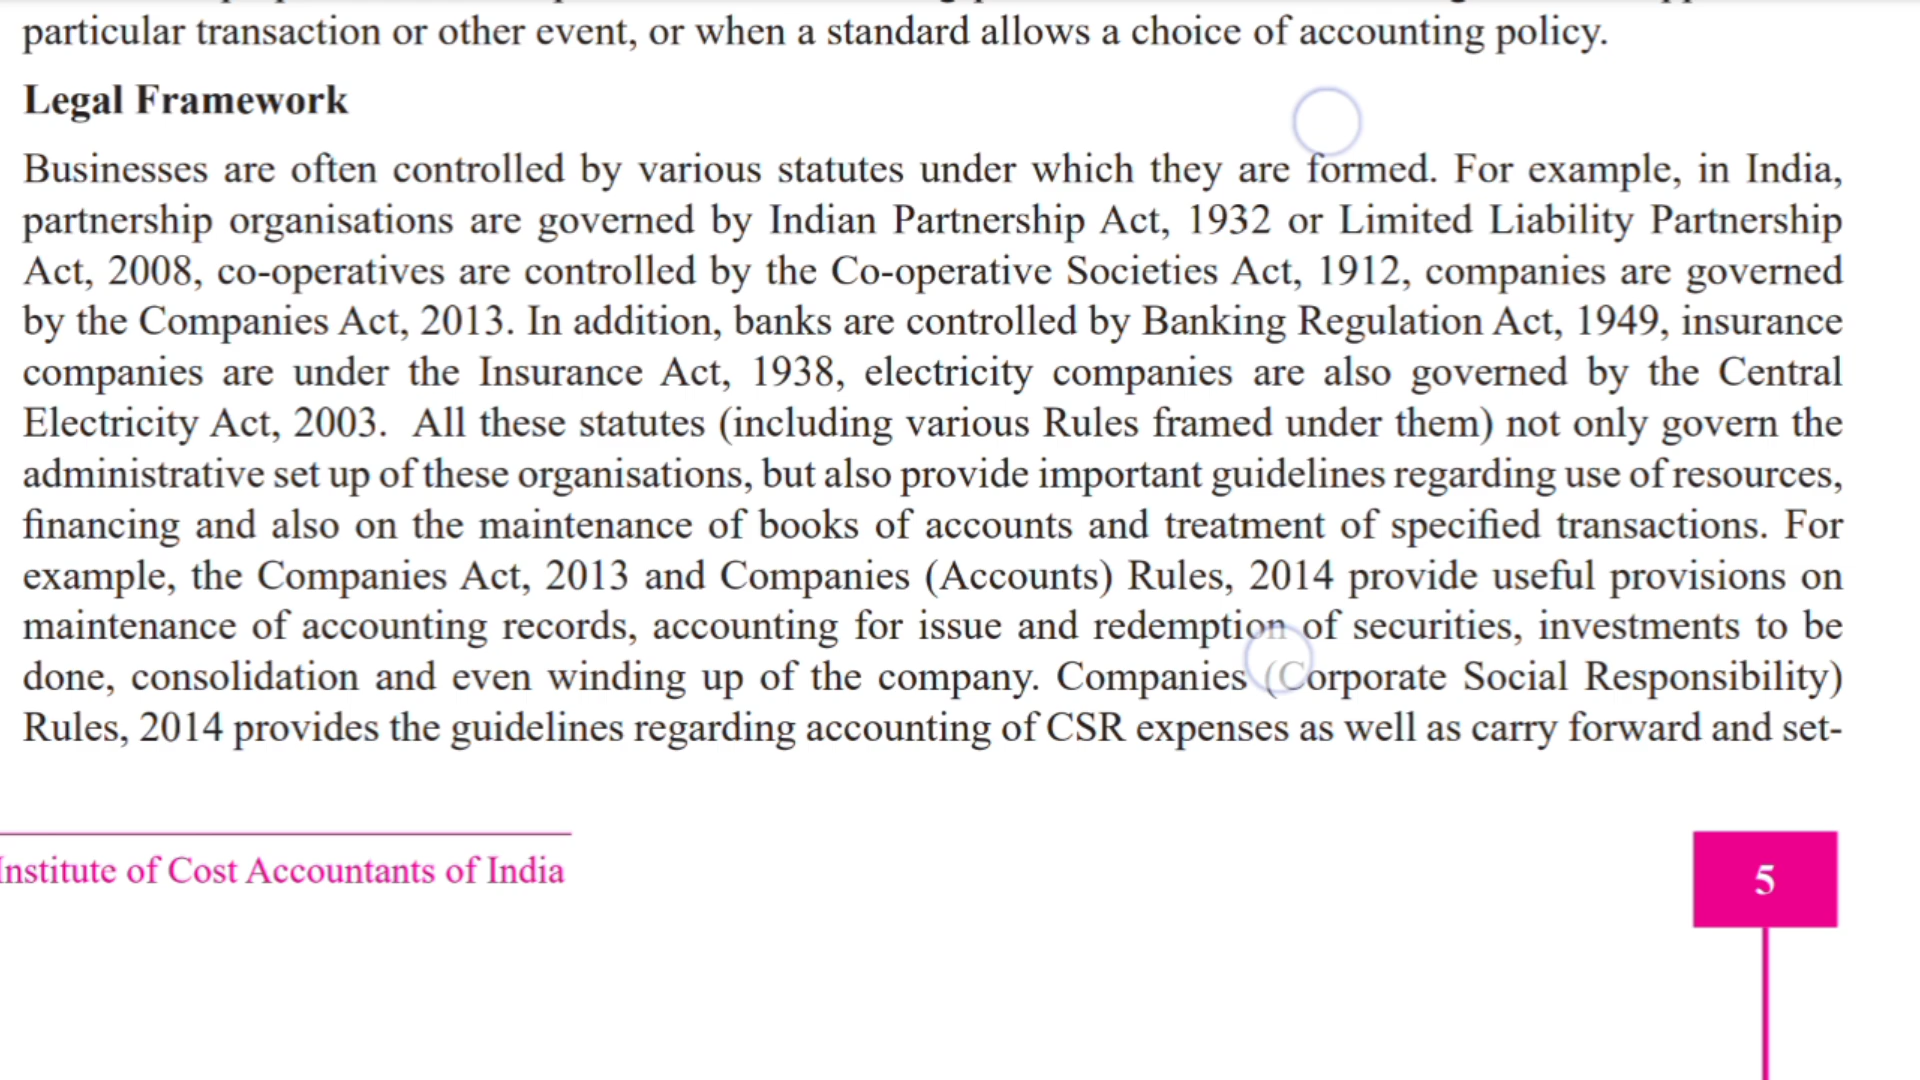 particular transaction or other event, or when a standard allows a choice of accounting policy.
Legal Framework
Businesses are often controlled by various statutes under which they are formed. For example, in India,
partnership organisations are governed by Indian Partnership Act, 1932 or Limited Liability Partnership
Act, 2008, co-operatives are controlled by the Co-operative Societies Act, 1912, companies are governed
by the Companies Act, 2013. In addition, banks are controlled by Banking Regulation Act, 1949, insurance
companies are under the Insurance Act, 1938, electricity companies are also governed by the Central
Electricity Act, 2003. All these statutes (including various Rules framed under them) not only govern the
administrative set up of these organisations, but also provide important guidelines regarding use of resources,
financing and also on the maintenance of books of accounts and treatment of specified transactions. For
example, the Companies Act, 2013 and Companies (Accounts) Rules, 2014 provide useful provisions on
maintenance of accounting records, accounting for issue and redemption of securities, investments to be
done, consolidation and even winding up of the company. Companies (Corporate Social Responsibility)
Rules, 2014 provides the guidelines regarding accounting of CSR expenses as well as carry forward and set-
Institute of Cost Accountants of India
5